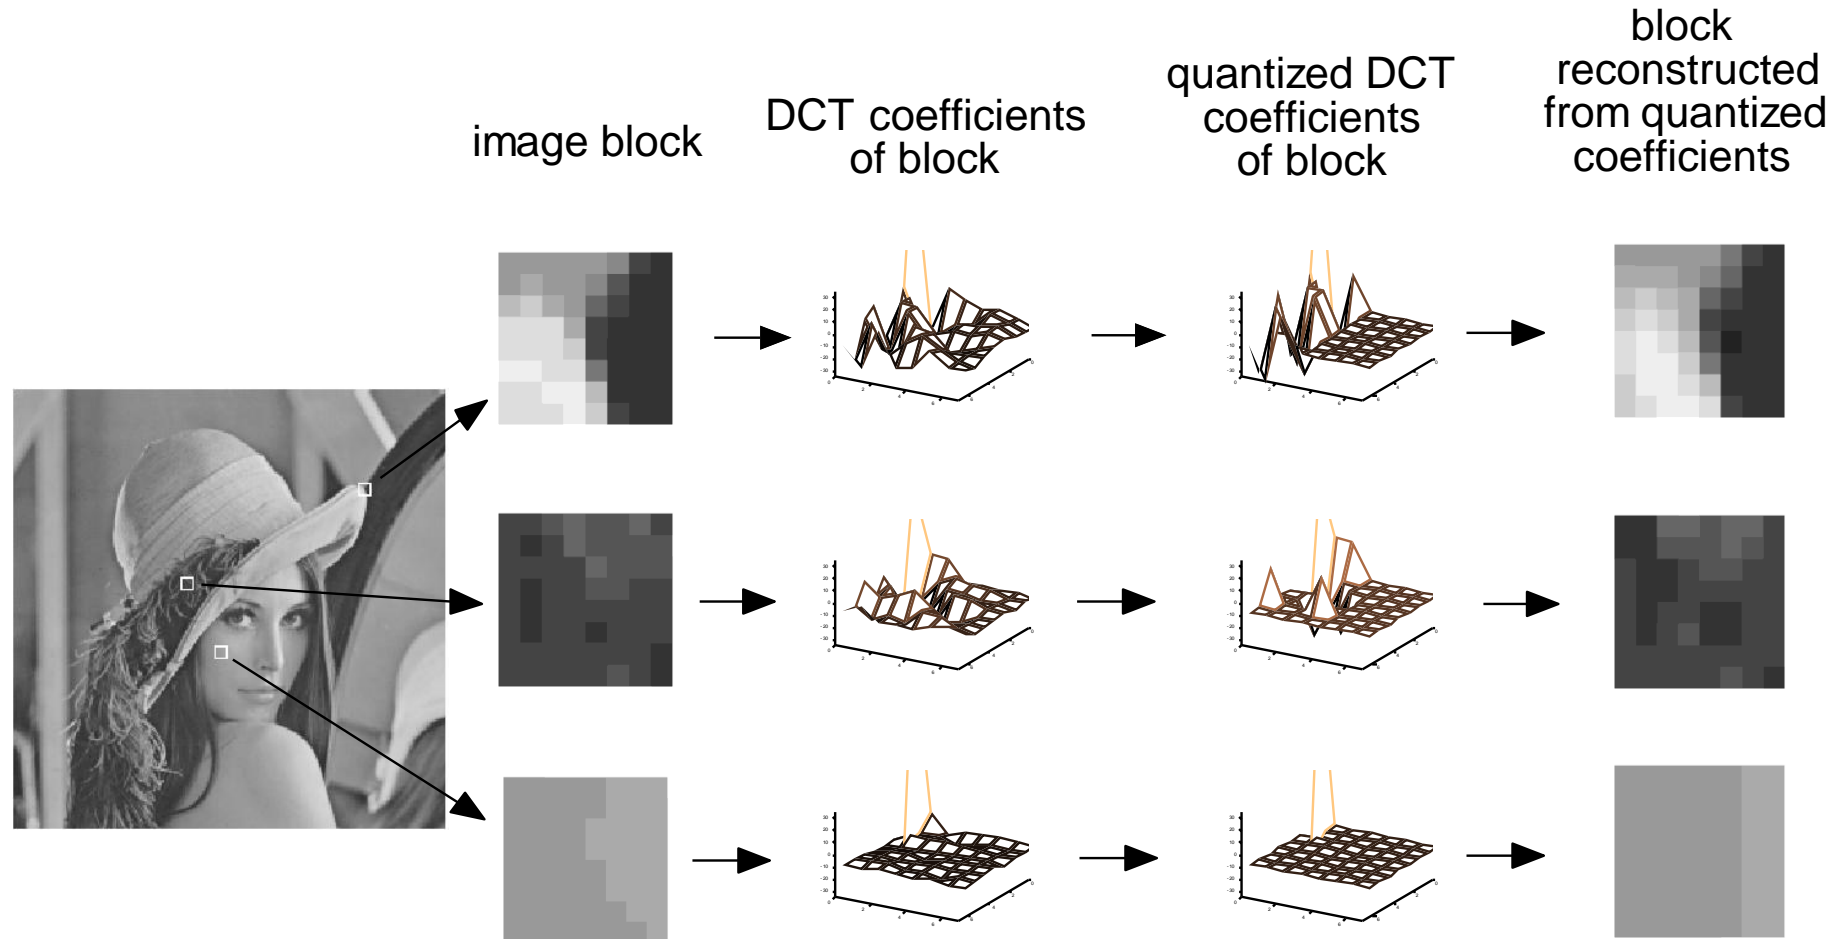 image block
DCT coefficients
of block
quantized DCT
coefficients
of block
block
reconstructed
from quantized
coefficients